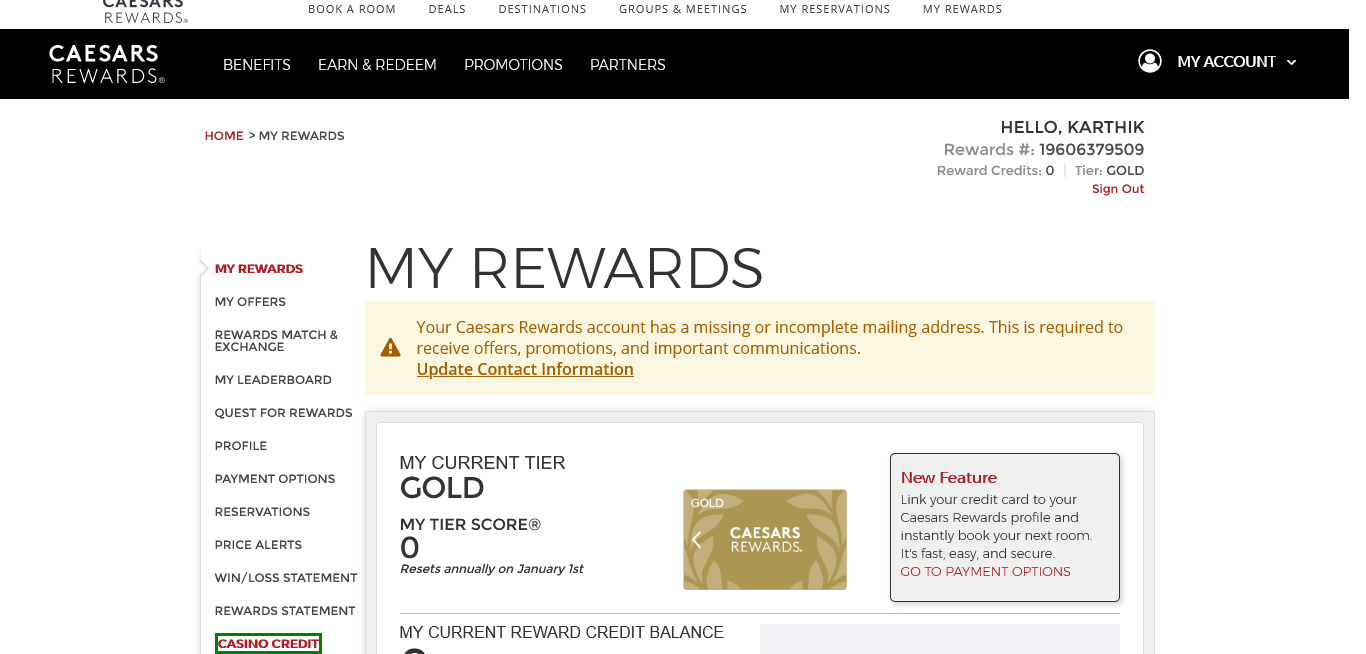 CAESARS
REWARDS®
BOOK A ROOM DEALS DESTINATIONS GROUPS & MEETINGS MY RESERVATIONS MY REWARDS
CAESARS
REWARDS®
BENEFITS EARN & REDEEM PROMOTIONS PARTNERS
MY ACCOUNT
HOME > MY REWARDS
HELLO, KARTHIK
Rewards #: 19606379509
Reward Credits: 0 | Tier: GOLD
Sign Out
MY REWARDS
MY OFFERS
REWARDS MATCH &
EXCHANGE
MY LEADERBOARD
QUEST FOR REWARDS
PROFILE
PAYMENT OPTIONS
RESERVATIONS
PRICE ALERTS
WIN/LOSS STATEMENT
REWARDS STATEMENT
CASINO CREDIT
MY REWARDS
Your Caesars Rewards account has a missing or incomplete mailing address. This is required to
receive offers, promotions, and important communications.
Update Contact Information
MY CURRENT TIER
GOLD
MY TIER SCORE®
0
Resets annually on January 1st
GOLD
CAESARS
REWARDS®
New Feature
Link your credit card to your
Caesars Rewards profile and
instantly book your next room.
It's fast, easy, and secure.
GO TO PAYMENT OPTIONS
MY CURRENT REWARD CREDIT BALANCE